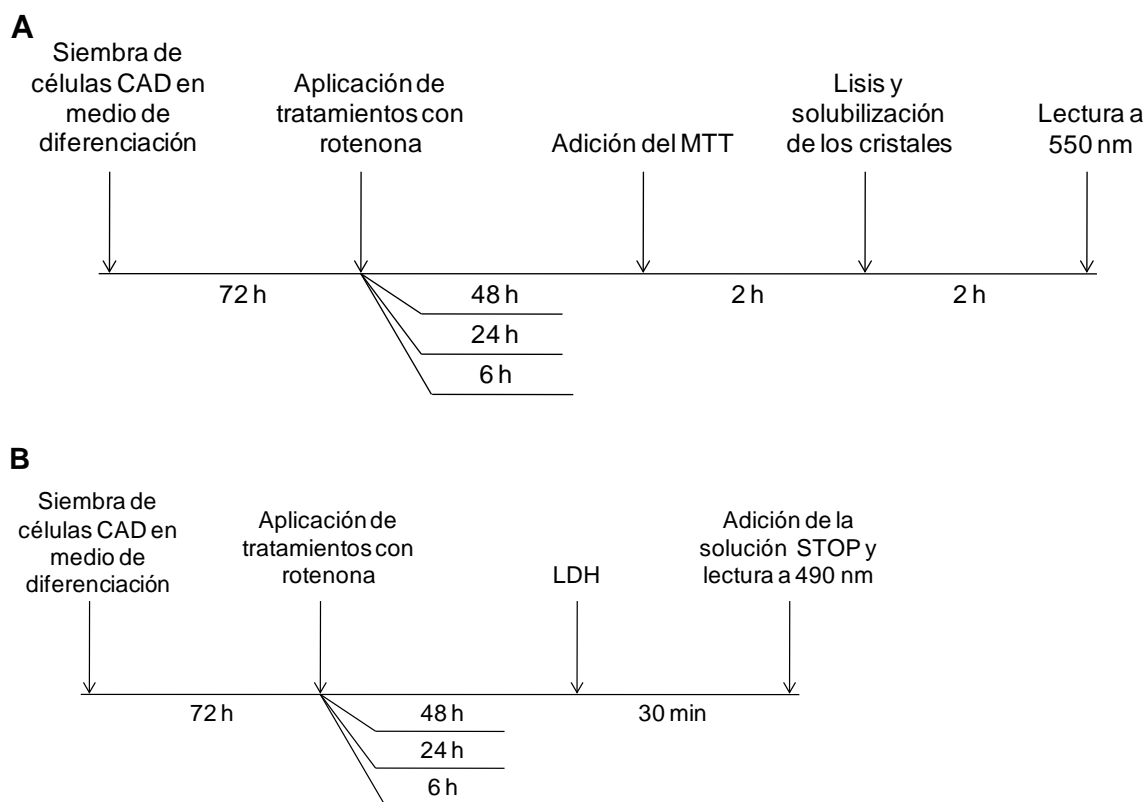 A
Siembra de
células CAD en
medio de
diferenciación
Aplicación de
tratamientos con
rotenona
Adición del MTT
Lisis y
solubilización
de los cristales
Lectura a
550 nm
72 h
48 h
2 h
2 h
24 h
6 h
B
Siembra de
células CAD en
medio de
diferenciación
Aplicación de
tratamientos con
rotenona
LDH
Adición de la
solución STOP y
lectura a 490 nm
72 h
48 h
30 min
24 h
6 h